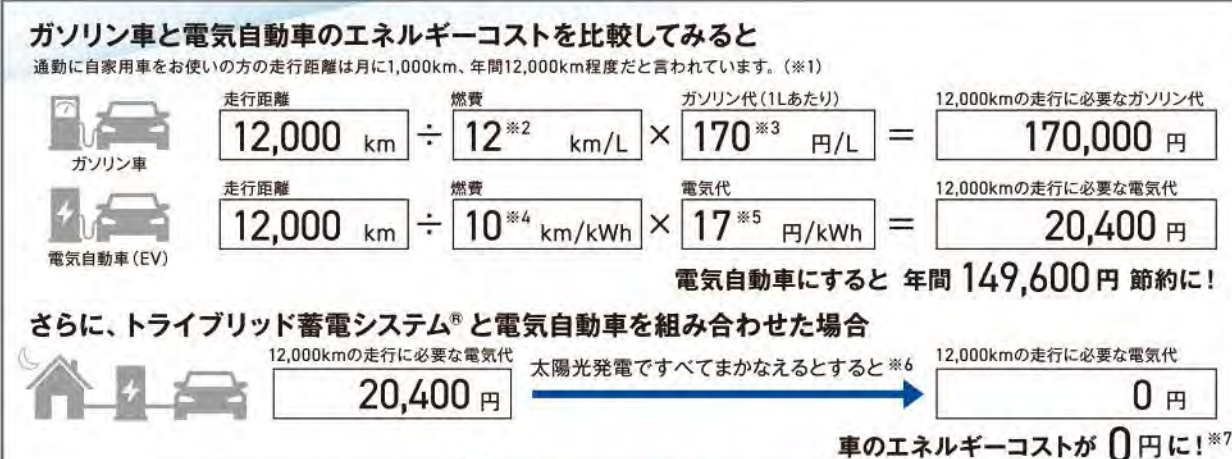 ガソリン車と電気自動車のエネルギーコストを比較してみると
通勤に自家用車をお使いの方の走行距離は月に1,000km、年間12,000km程度だと言われています。(※1)
走行距離 燃費 ガソリン代(1Lあたり) 12,000kmの走行に必要なガソリン代
12,000 km ÷ 12※2 km/L × 170※3 円/L = 170,000 円
ガソリン車
走行距離 燃費 電気代 12,000kmの走行に必要な電気代
12,000 km ÷ 10※4 km/kWh × 17※5 円/kWh = 20,400 円
電気自動車(EV)
電気自動車にすると 年間 149,600円 節約に!
さらに、トライブリッド蓄電システム® と電気自動車を組み合わせた場合
12,000kmの走行に必要な電気代 太陽光発電ですべてまかなえるとすると※6 12,000kmの走行に必要な電気代
20,400 円 0 円
車のエネルギーコストが 0円に!※7